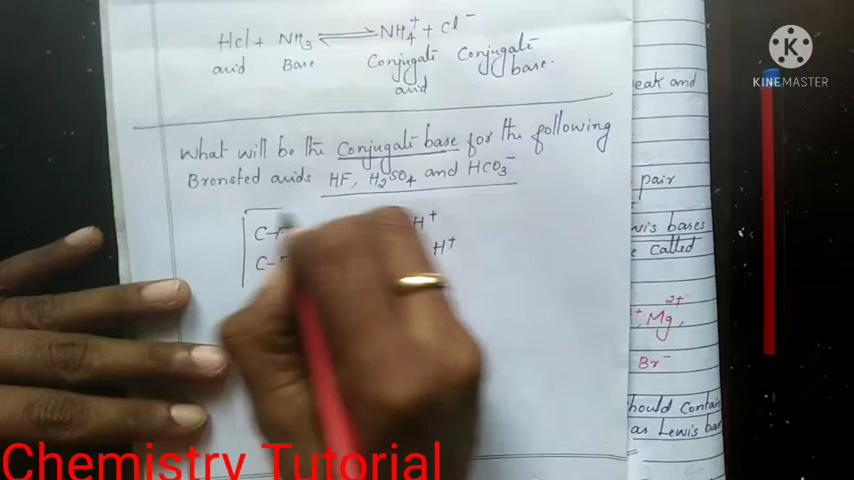 Hcl + NH3 ⇌ NH4+ + Cl-
acid Base Conjugate acid Conjugate base.
What will be the Conjugate base for the following
Bronsted acids HF, H2SO4 and HCO3-
H+
H+
eak and
pair
wis bases
e called
+, Mg2+,
Br-
hould contain
as Lewis bas
KINEMASTER
Chemistry Tutorial